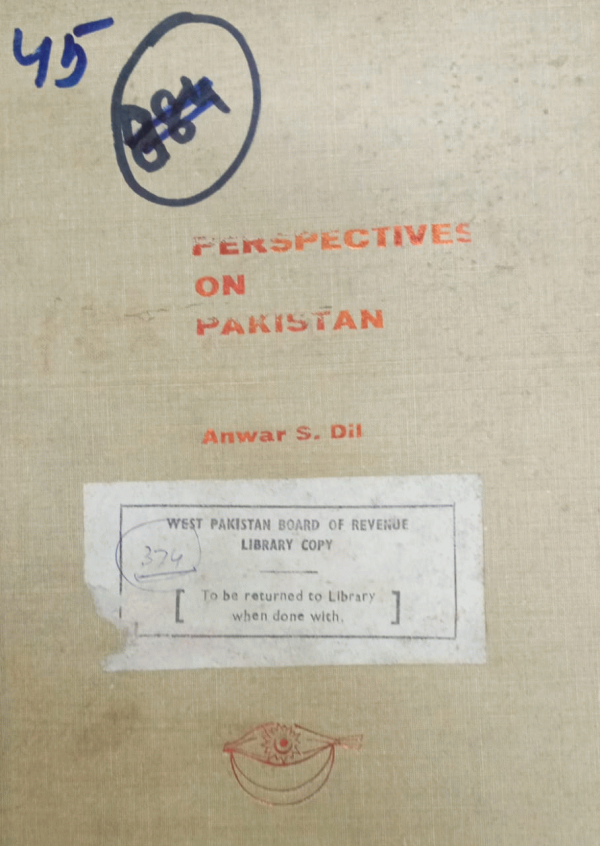 45
PERSPECTIVES
ON
PAKISTAN
Anwar S. Dil
WEST PAKISTAN BOARD OF REVENUE
LIBRARY COPY
374
[ To be returned to Library
when done with. ]